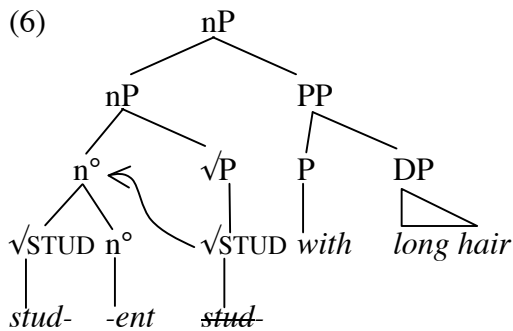 (6) nP
nP PP
n° √P P DP
√STUD n° √STUD with long hair
stud- -ent stud-